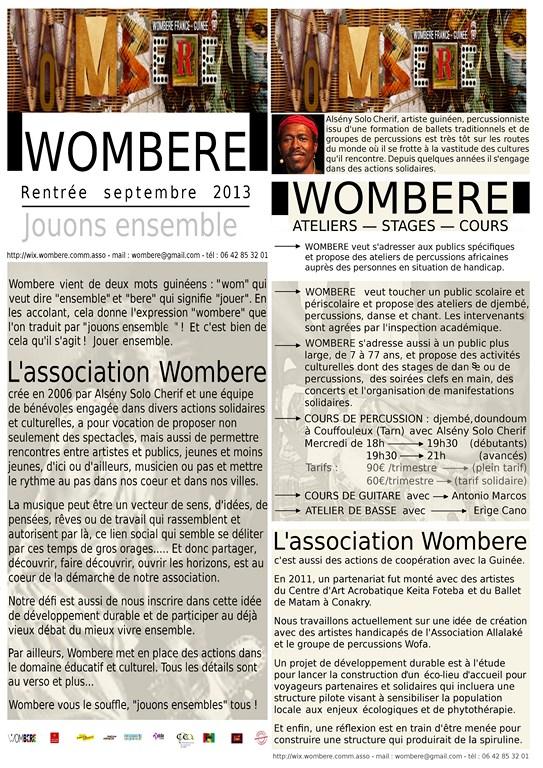 WOMBERE FRANCE - GUINÉE
WOMBERE
WOMBERE
Rentrée septembre 2013
Jouons ensemble
http://wix.wombere.comm.asso - mail : wombere@gmail.com - tél : 06 42 85 32 01
Wombere vient de deux mots guinéens : "wom" qui
veut dire "ensemble" et "bere" qui signifie "jouer". En
les accolant, cela donne l'expression "wombere" que
l'on traduit par "jouons ensemble " ! Et c'est bien de
cela qu'il s'agit ! Jouer ensemble.
L'association Wombere
crée en 2006 par Alsény Solo Cherif et une équipe
de bénévoles engagée dans divers actions solidaires
et culturelles, a pour vocation de proposer non
seulement des spectacles, mais aussi de permettre
rencontres entre artistes et publics, jeunes et moins
jeunes, d'ici ou d'ailleurs, musicien ou pas et mettre
le rythme au pas dans nos coeur et dans nos villes.
La musique peut être un vecteur de sens, d'idées, de
pensées, rêves ou de travail qui rassemblent et
autorisent par là, ce lien social qui semble se déliter
par ces temps de gros orages..... Et donc partager,
découvrir, faire découvrir, ouvrir les horizons, est au
coeur de la démarche de notre association.
Notre défi est aussi de nous inscrire dans cette idée
de développement durable et de participer au déjà
vieux débat du mieux vivre ensemble.
Par ailleurs, Wombere met en place des actions dans
le domaine éducatif et culturel. Tous les détails sont
au verso et plus...
Wombere vous le souffle, "jouons ensembles" tous !
WOMBERE
WOMBERE FRANCE - GUINÉE
WOMBERE
Alsény Solo Cherif, artiste guinéen, percussionniste
issu d'une formation de ballets traditionnels et de
groupes de percussions est très tôt sur les routes
du monde où il se frotte à la vastitude des cultures
qu'il rencontre. Depuis quelques années il s'engage
dans des actions solidaires.
WOMBERE
ATELIERS — STAGES — COURS
WOMBERE veut s'adresser aux publics spécifiques
et propose des ateliers de percussions africaines
auprès des personnes en situation de handicap.
WOMBERE veut toucher un public scolaire et
périscolaire et propose des ateliers de djembé,
percussions, danse et chant. Les intervenants
sont agrées par l'inspection académique.
WOMBERE s'adresse aussi à un public plus
large, de 7 à 77 ans, et propose des activités
culturelles dont des stages de dan se ou de
percussions, des soirées clefs en main, des
concerts et l'organisation de manifestations
solidaires.
COURS DE PERCUSSION : djembé, doundoum
à Couffouleux (Tarn) avec Alsény Solo Cherif
Mercredi de 18h → 19h30 (débutants)
19h30 → 21h (avancés)
Tarifs : 90€ /trimestre → (plein tarif)
60€/trimestre → (tarif solidaire)
COURS DE GUITARE avec → Antonio Marcos
ATELIER DE BASSE avec → Erige Cano
L'association Wombere
c'est aussi des actions de coopération avec la Guinée.
En 2011, un partenariat fut monté avec des artistes
du Centre d'Art Acrobatique Keita Foteba et du Ballet
de Matam à Conakry.
Nous travaillons actuellement sur une idée de création
avec des artistes handicapés de l'Association Allalaké
et le groupe de percussions Wofa.
Un projet de développement durable est à l'étude
pour lancer la construction d'un éco-lieu d'accueil pour
voyageurs partenaires et solidaires qui incluera une
structure pilote visant à sensibiliser la population
locale aux enjeux écologiques et de phytothérapie.
Et enfin, une réflexion est en train d'être menée pour
construire une structure qui produirait de la spiruline.
http://wix.wombere.comm.asso - mail : wombere@gmail.com - tél : 06 42 85 32 01